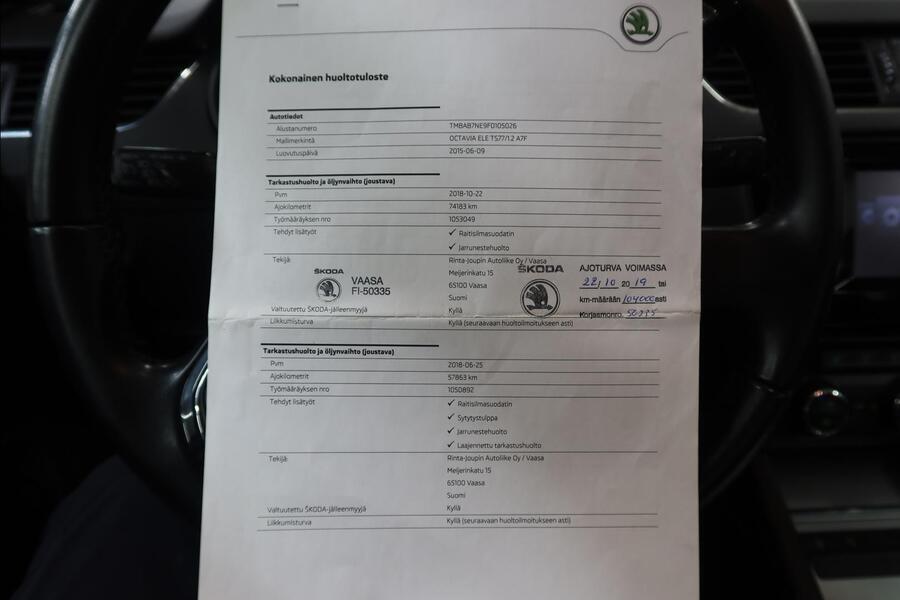 Kokonainen huoltotuloste
Autotiedot
Alustanumero TMBAB7NE9F0105026
Mallimerkintä OCTAVIA ELE TS77/1.2 A7F
Luovutuspäivä 2015-06-09
Tarkastushuolto ja öljynvaihto (joustava)
Pvm 2018-10-22
Ajokilometrit 74183 km
Työmääräyksen nro 1053049
Tehdyt lisätyöt ✓ Raitisilmasuodatin
✓ Jarrunestehuolto
Tekijä: Rinta-Joupin Autoliike Oy / Vaasa
Meijerinkatu 15
65100 Vaasa
Suomi
ŠKODA
VAASA
FI-50335
ŠKODA
AJOTURVA VOIMASSA
22,10 2019 tai
km-määrään 104000 asti
Korjasmonro. 50335
Valtuutettu ŠKODA-jälleenmyyjä Kyllä
Liikkumisturva Kyllä (seuraavaan huoltoilmoitukseen asti)
Tarkastushuolto ja öljynvaihto (joustava)
Pvm 2018-06-25
Ajokilometrit 57863 km
Työmääräyksen nro 1050892
Tehdyt lisätyöt ✓ Raitisilmasuodatin
✓ Sytytystulppa
✓ Jarrunestehuolto
✓ Laajennettu tarkastushuolto
Tekijä: Rinta-Joupin Autoliike Oy / Vaasa
Meijerinkatu 15
65100 Vaasa
Suomi
Valtuutettu ŠKODA-jälleenmyyjä Kyllä
Liikkumisturva Kyllä (seuraavaan huoltoilmoitukseen asti)